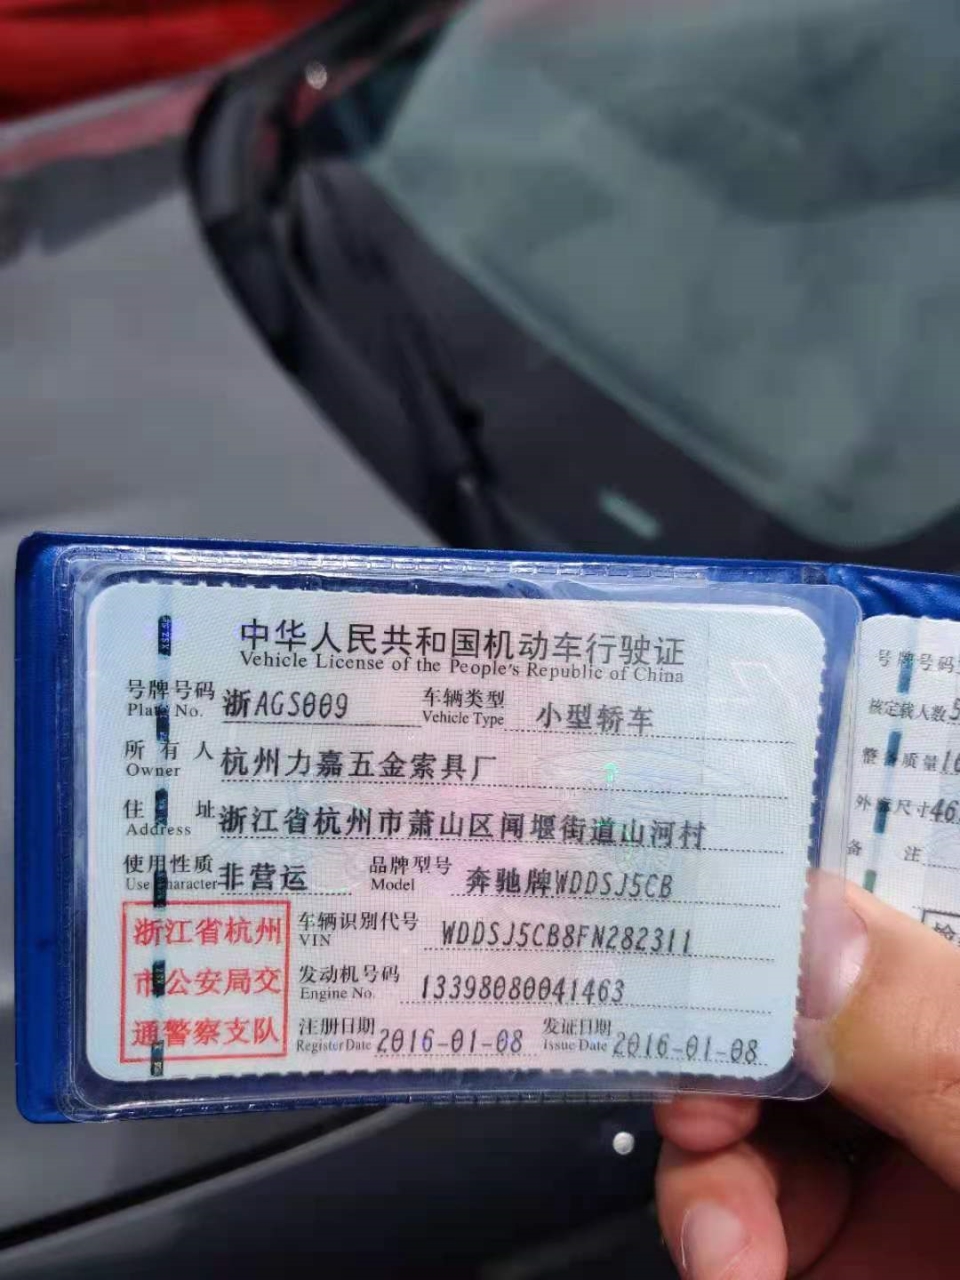 中华人民共和国机动车行驶证
Vehicle License of the People's Republic of China
号牌号码 浙AGS009 车辆类型 小型轿车
Plate No. Vehicle Type
所有人 杭州力嘉五金索具厂
Owner
住址 浙江省杭州市萧山区闻堰街道山河村
Address
使用性质 非营运 品牌型号 奔驰牌WDDSJ5CB
Use Character Model
浙江省杭州
市公安局交
通警察支队
车辆识别代号 WDDSJ5CB8FN282311
VIN
发动机号码 13398080041463
Engine No.
注册日期 2016-01-08 发证日期 2016-01-08
Register Date Issue Date
号牌号码
核定载人数 5
整备质量
外廓尺寸 46
备注